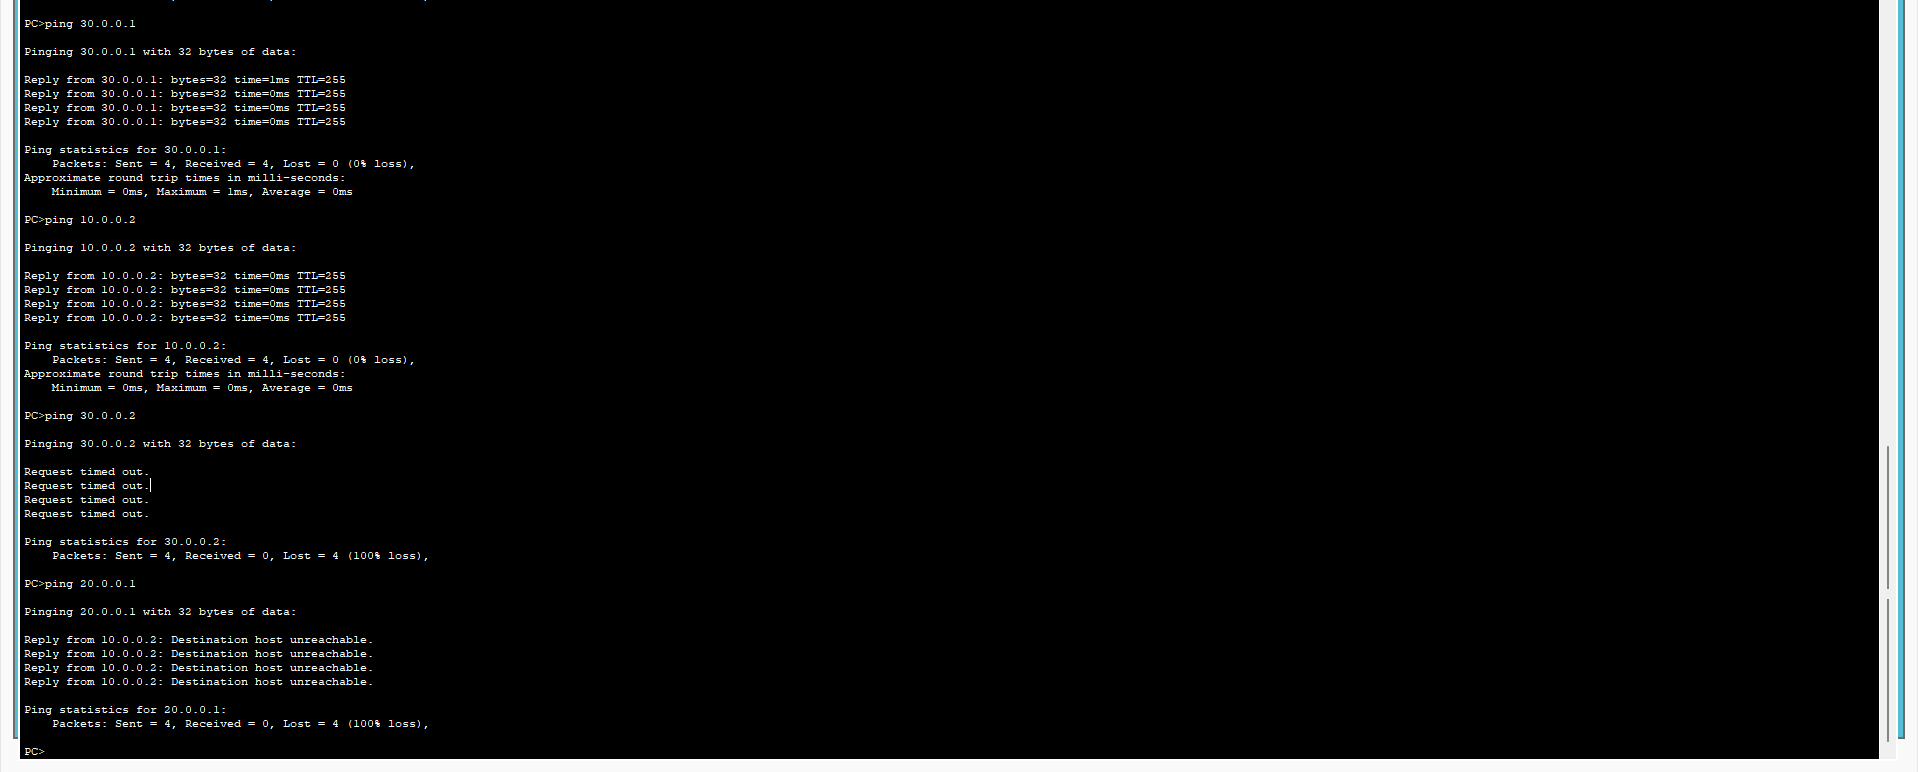 PC>ping 30.0.0.1
Pinging 30.0.0.1 with 32 bytes of data:
Reply from 30.0.0.1: bytes=32 time=1ms TTL=255
Reply from 30.0.0.1: bytes=32 time=0ms TTL=255
Reply from 30.0.0.1: bytes=32 time=0ms TTL=255
Reply from 30.0.0.1: bytes=32 time=0ms TTL=255
Ping statistics for 30.0.0.1:
Packets: Sent = 4, Received = 4, Lost = 0 (0% loss),
Approximate round trip times in milli-seconds:
Minimum = 0ms, Maximum = 1ms, Average = 0ms
PC>ping 10.0.0.2
Pinging 10.0.0.2 with 32 bytes of data:
Reply from 10.0.0.2: bytes=32 time=0ms TTL=255
Reply from 10.0.0.2: bytes=32 time=0ms TTL=255
Reply from 10.0.0.2: bytes=32 time=0ms TTL=255
Reply from 10.0.0.2: bytes=32 time=0ms TTL=255
Ping statistics for 10.0.0.2:
Packets: Sent = 4, Received = 4, Lost = 0 (0% loss),
Approximate round trip times in milli-seconds:
Minimum = 0ms, Maximum = 0ms, Average = 0ms
PC>ping 30.0.0.2
Pinging 30.0.0.2 with 32 bytes of data:
Request timed out.
Request timed out.
Request timed out.
Request timed out.
Ping statistics for 30.0.0.2:
Packets: Sent = 4, Received = 0, Lost = 4 (100% loss),
PC>ping 20.0.0.1
Pinging 20.0.0.1 with 32 bytes of data:
Reply from 10.0.0.2: Destination host unreachable.
Reply from 10.0.0.2: Destination host unreachable.
Reply from 10.0.0.2: Destination host unreachable.
Reply from 10.0.0.2: Destination host unreachable.
Ping statistics for 20.0.0.1:
Packets: Sent = 4, Received = 0, Lost = 4 (100% loss),
PC>